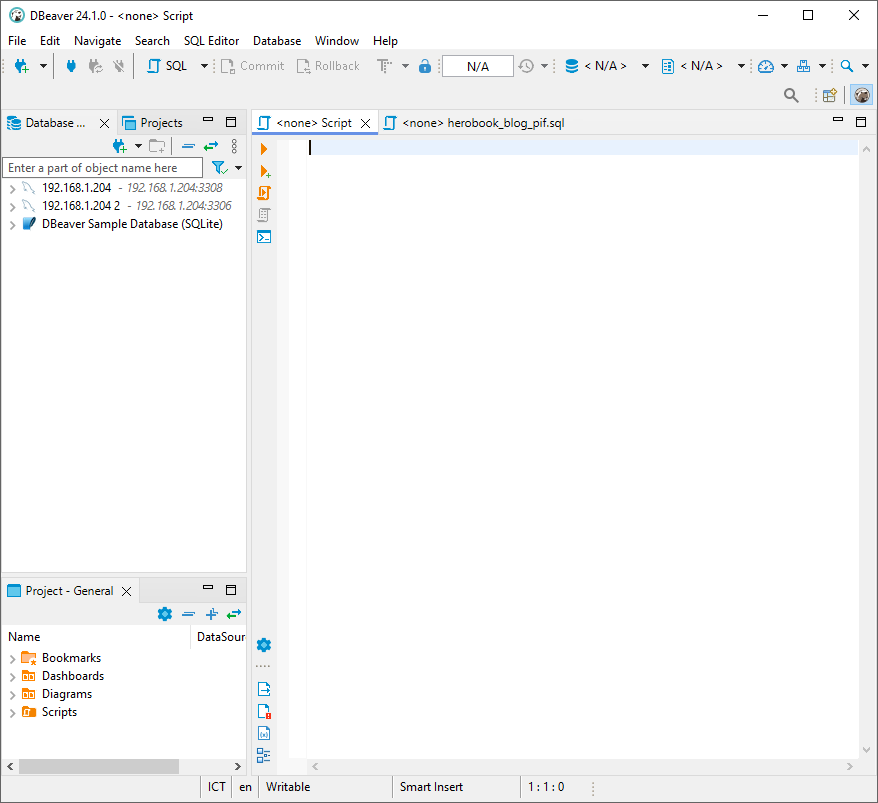 DBeaver 24.1.0 - <none> Script
File Edit Navigate Search SQL Editor Database Window Help
SQL Commit Rollback N/A < N/A > < N/A >
Database ... Projects
<none> Script <none> herobook_blog_pif.sql
Enter a part of object name here
192.168.1.204 - 192.168.1.204:3308
192.168.1.204 2 - 192.168.1.204:3306
DBeaver Sample Database (SQLite)
Project - General
Name DataSour
Bookmarks
Dashboards
Diagrams
Scripts
ICT en Writable Smart Insert 1 : 1 : 0